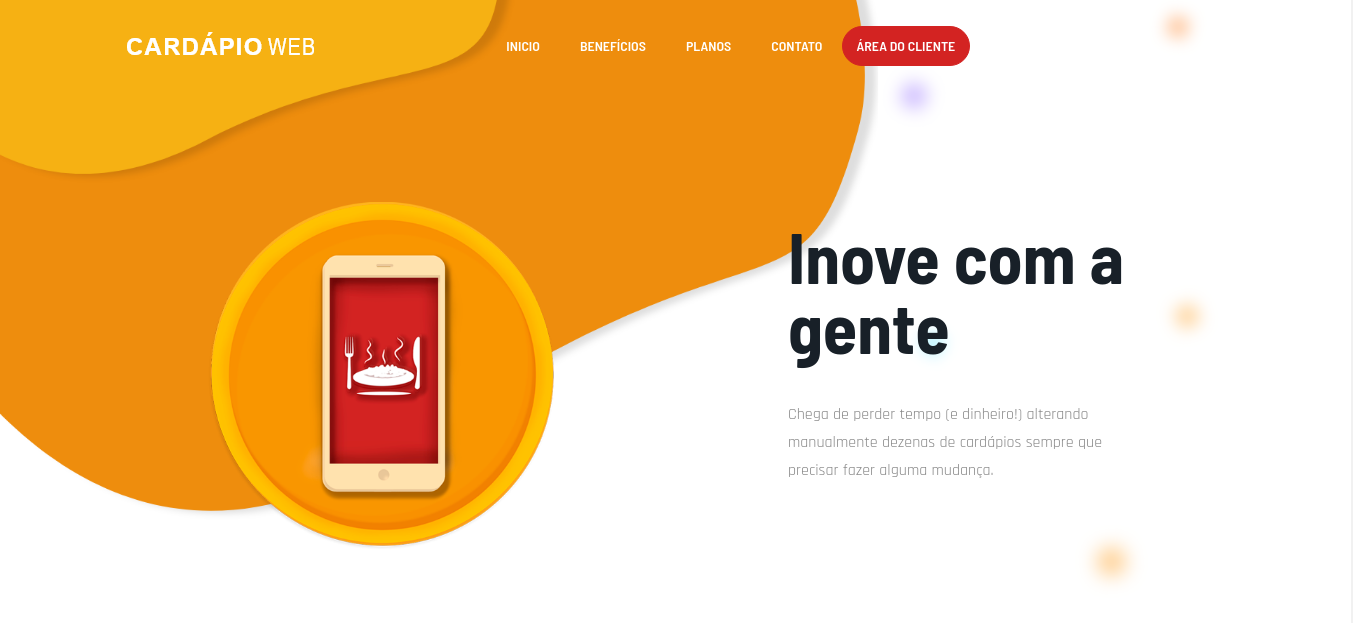 CARDÁPIO WEB
INICIO
BENEFÍCIOS
PLANOS
CONTATO
ÁREA DO CLIENTE
Inove com a
gente
Chega de perder tempo (e dinheiro!) alterando
manualmente dezenas de cardápios sempre que
precisar fazer alguma mudança.